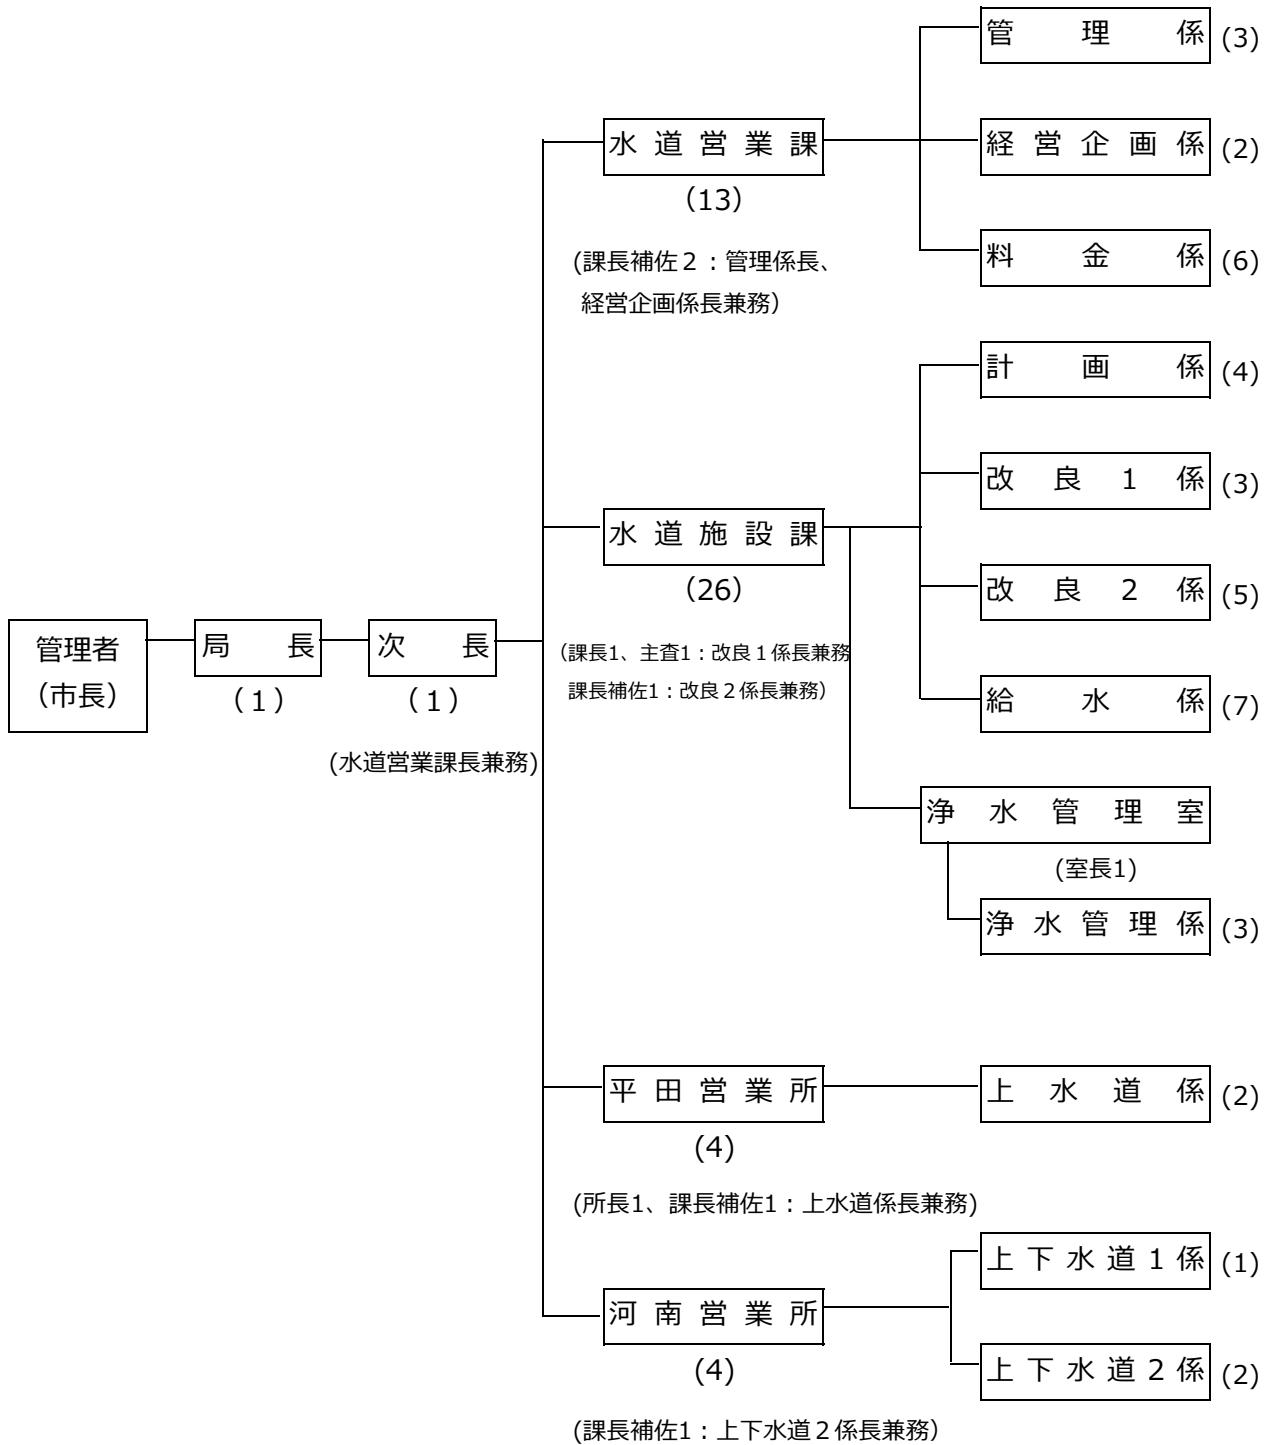 管理者
（市長）
局　長
（１）
次　長
（１）
(水道営業課長兼務)
水道営業課
（13）
(課長補佐２：管理係長、
経営企画係長兼務）
管理係 (3)
経営企画係 (2)
料金係 (6)
水道施設課
（26）
（課長1、主査1：改良１係長兼務
課長補佐1：改良２係長兼務）
計画係 (4)
改良１係 (3)
改良２係 (5)
給水係 (7)
浄水管理室
(室長1)
浄水管理係 (3)
平田営業所
(4)
(所長1、課長補佐1：上水道係長兼務)
上水道係 (2)
河南営業所
(4)
(課長補佐1：上下水道２係長兼務）
上下水道１係 (1)
上下水道２係 (2)